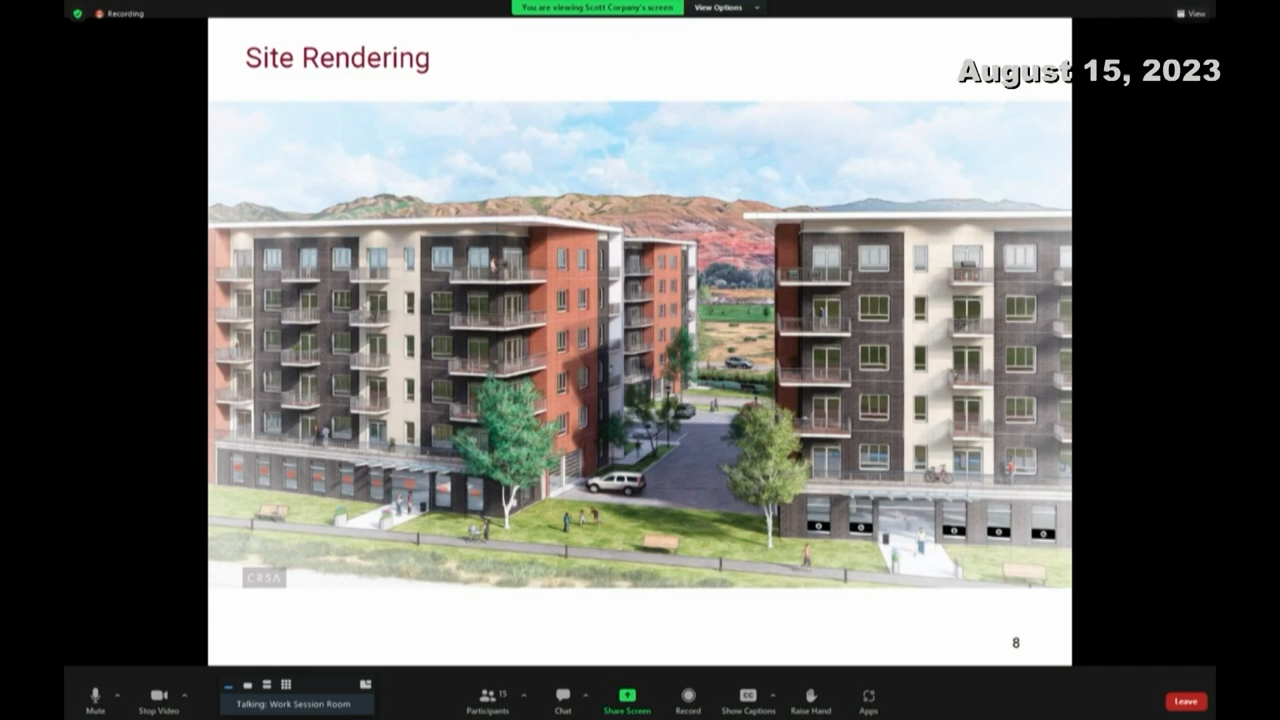 Recording
You are viewing Scott Corpany's screen
View Options
View
Site Rendering
August 15, 2023
CRSA
8
Mute
Stop Video
Talking: Work Session Room
Participants
15
Chat
Share Screen
Record
CC
Show Captions
Raise Hand
Apps
Leave